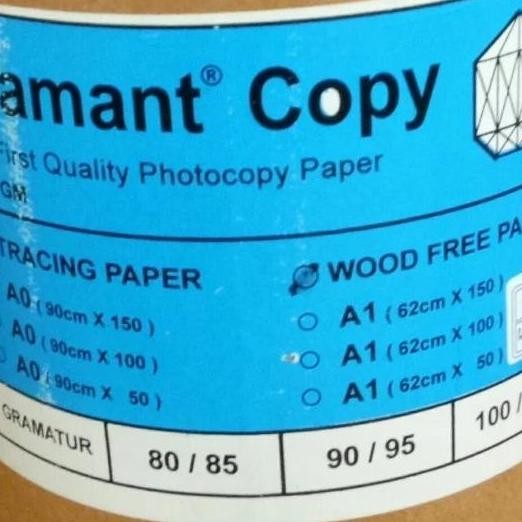 amant® Copy
First Quality Photocopy Paper
GM
TRACING PAPER
A0 ( 90cm X 150 )
A0 ( 90cm X 100 )
A0 ( 90cm X 50 )
WOOD FREE PA
A1 ( 62cm X 150 )
A1 ( 62cm X 100 )
A1 ( 62cm X 50 )
GRAMATUR 80 / 85 90 / 95 100 /